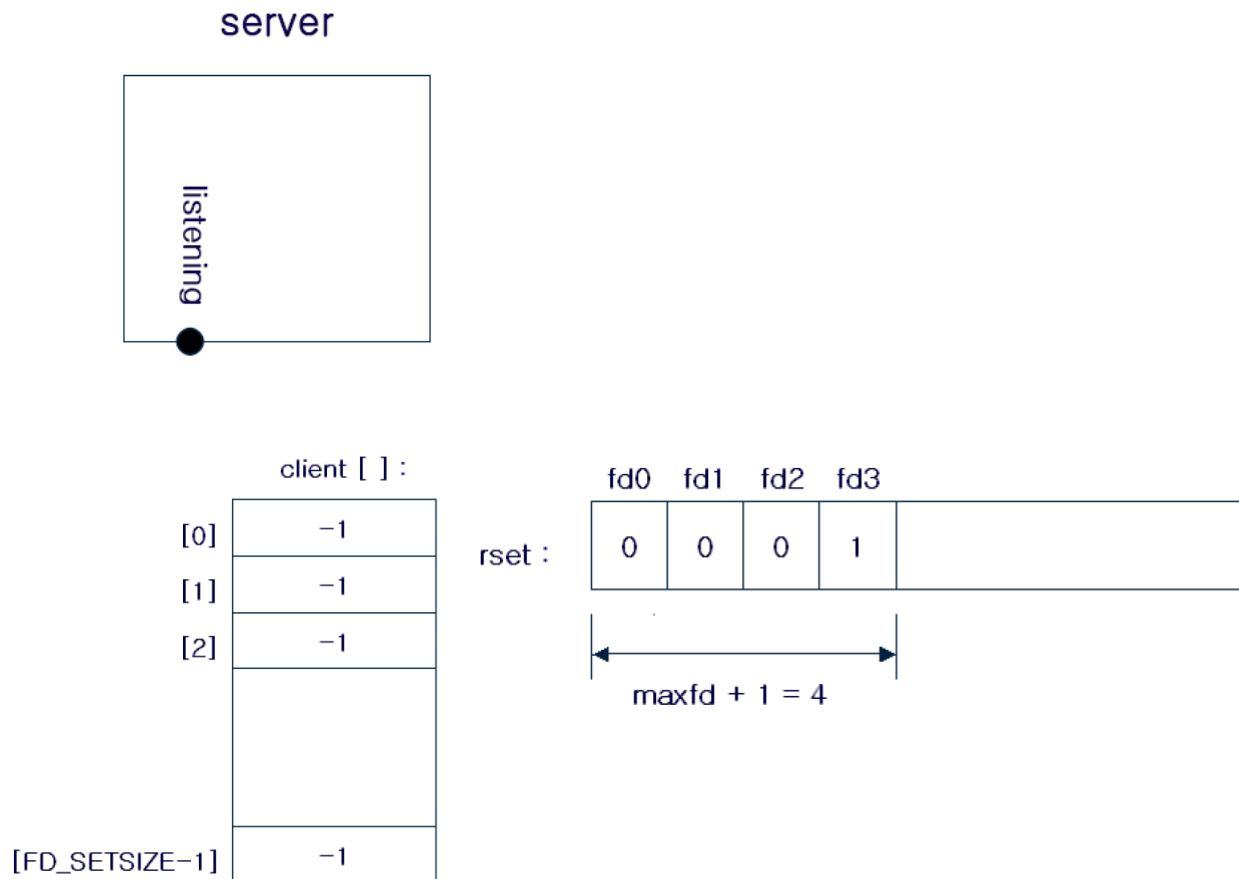 server
listening
client [ ] :
[0] -1
[1] -1
[2] -1
[FD_SETSIZE-1] -1
fd0 fd1 fd2 fd3
rset : 0 0 0 1
maxfd + 1 = 4